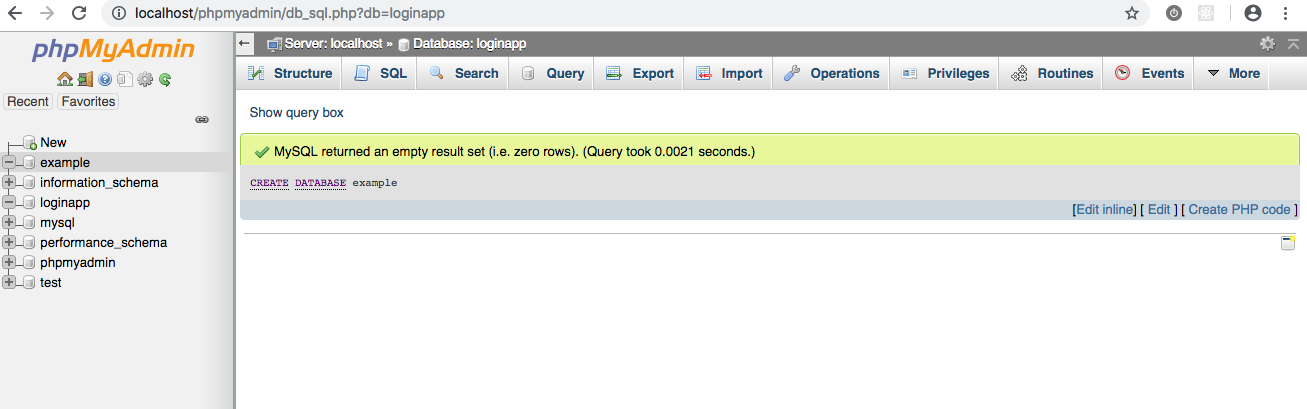 localhost/phpmyadmin/db_sql.php?db=loginapp
phpMyAdmin
Server: localhost » Database: loginapp
Structure SQL Search Query Export Import Operations Privileges Routines Events More
Recent Favorites
Show query box
New
MySQL returned an empty result set (i.e. zero rows). (Query took 0.0021 seconds.)
example
information_schema
CREATE DATABASE example
loginapp
[Edit inline] [ Edit ] [ Create PHP code ]
mysql
performance_schema
phpmyadmin
test